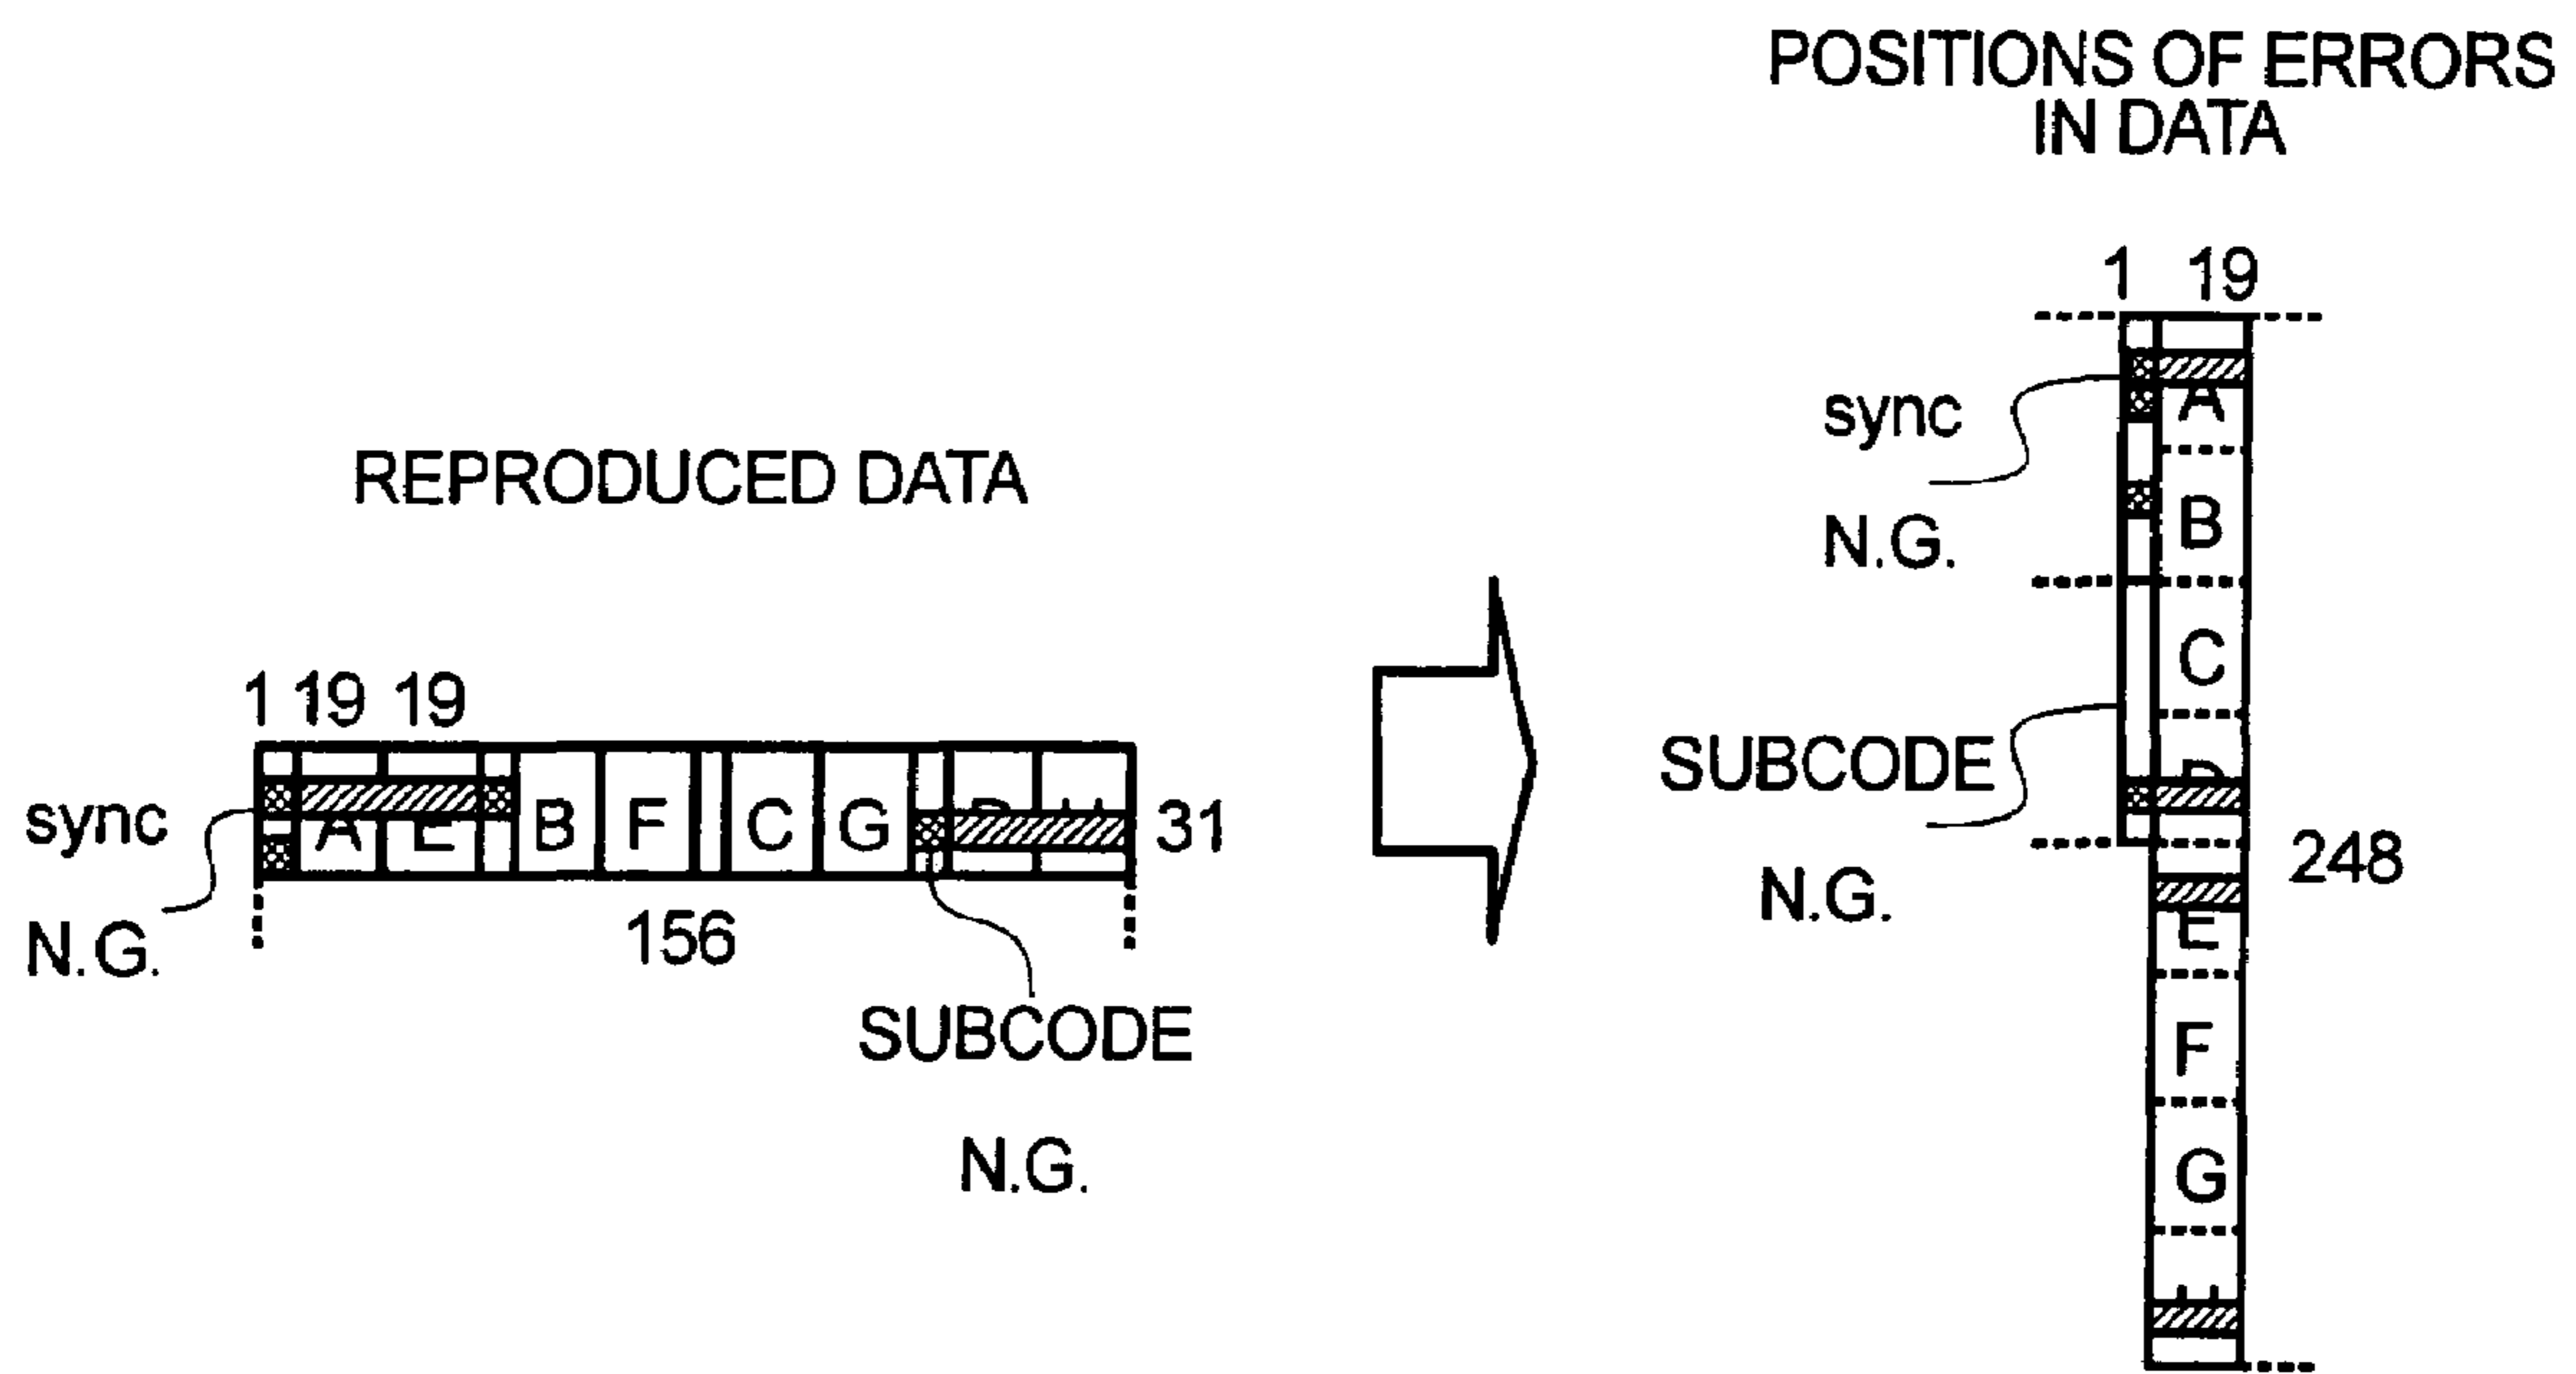 POSITIONS OF ERRORS
IN DATA
1 19
sync
N.G.
A
B
C
D
SUBCODE
N.G.
248
E
F
G
REPRODUCED DATA
1 19 19
sync
N.G.
A E B F C G
31
156
SUBCODE
N.G.